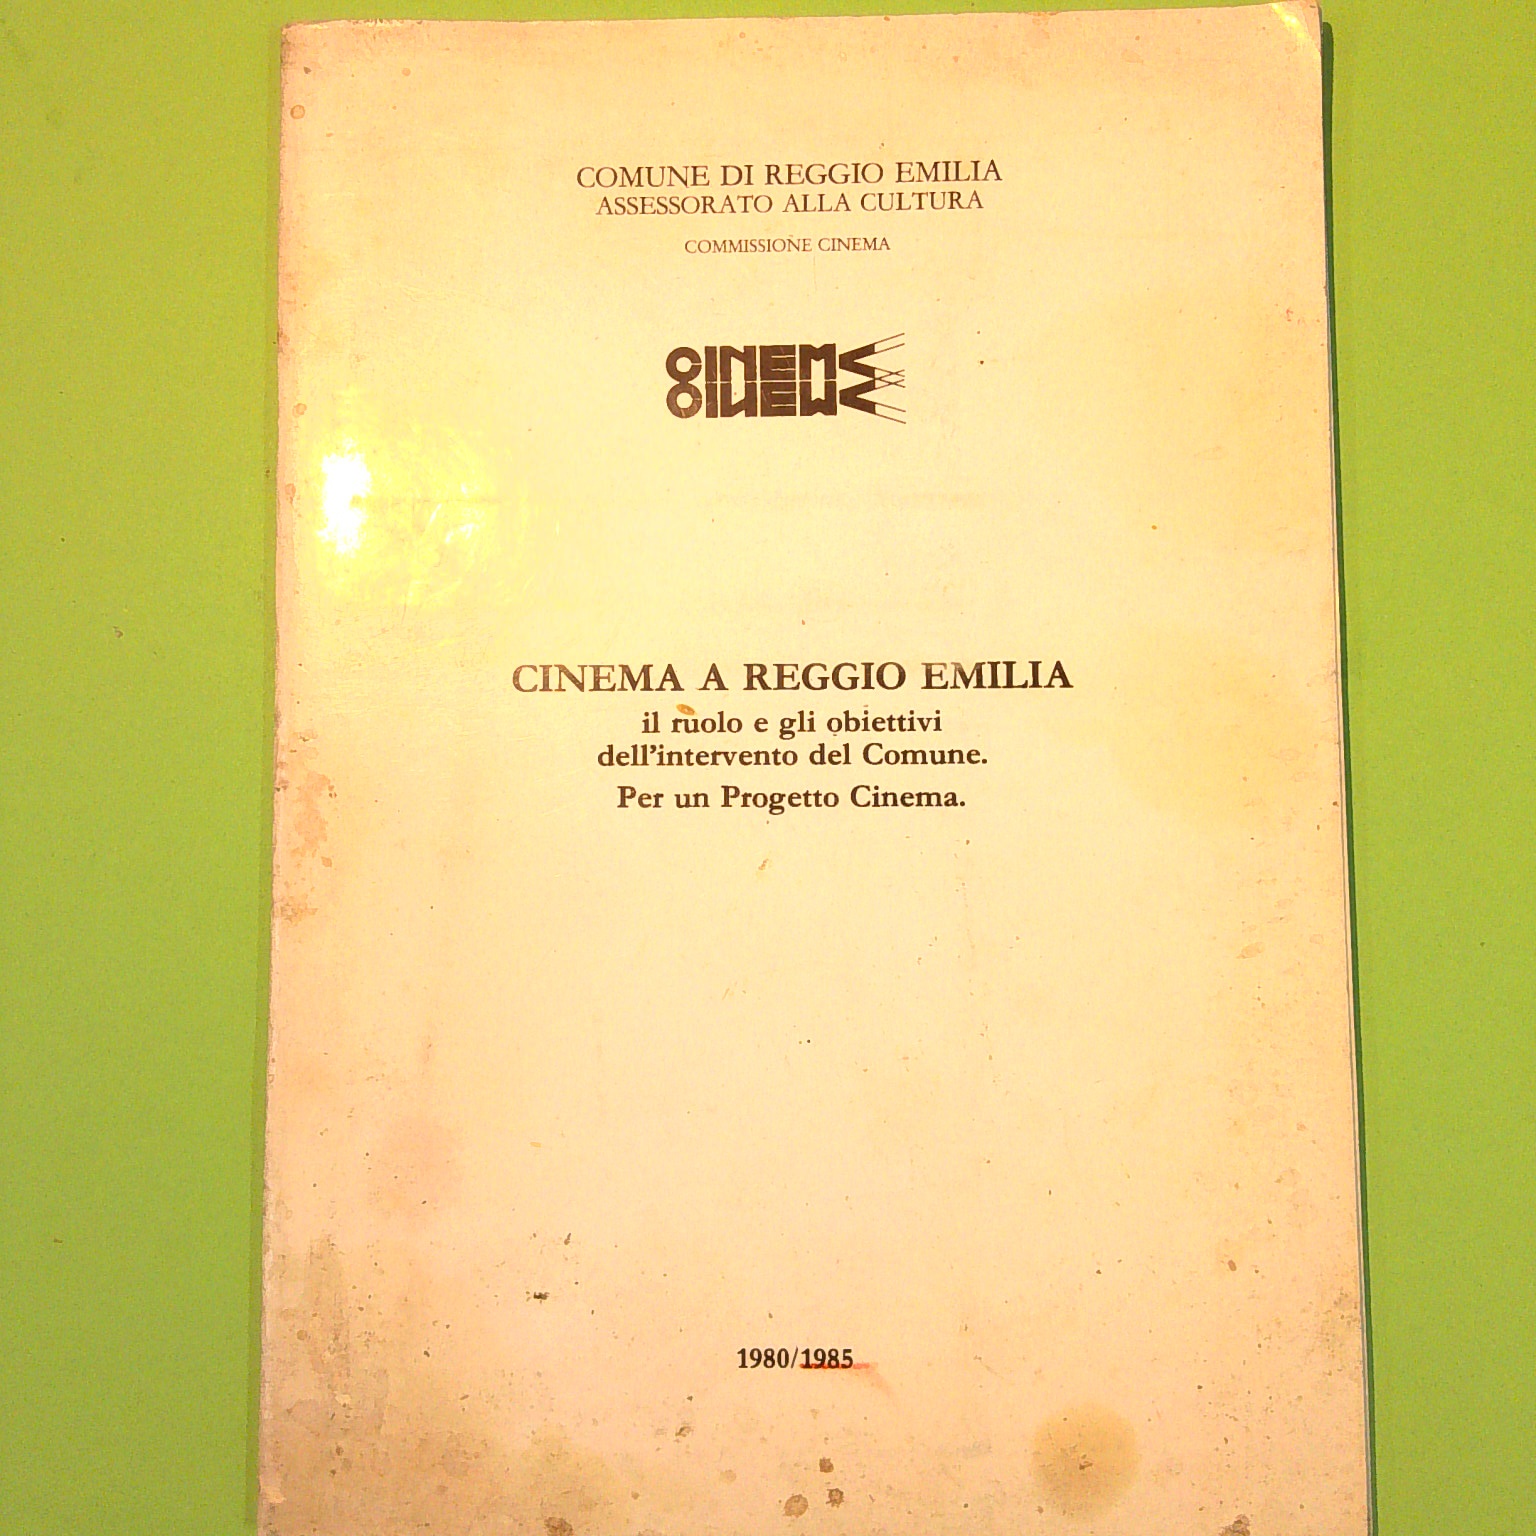 COMUNE DI REGGIO EMILIA
ASSESSORATO ALLA CULTURA
COMMISSIONE CINEMA
CINEMA
CINEMA A REGGIO EMILIA
il ruolo e gli obiettivi
dell'intervento del Comune.
Per un Progetto Cinema.
1980/1985